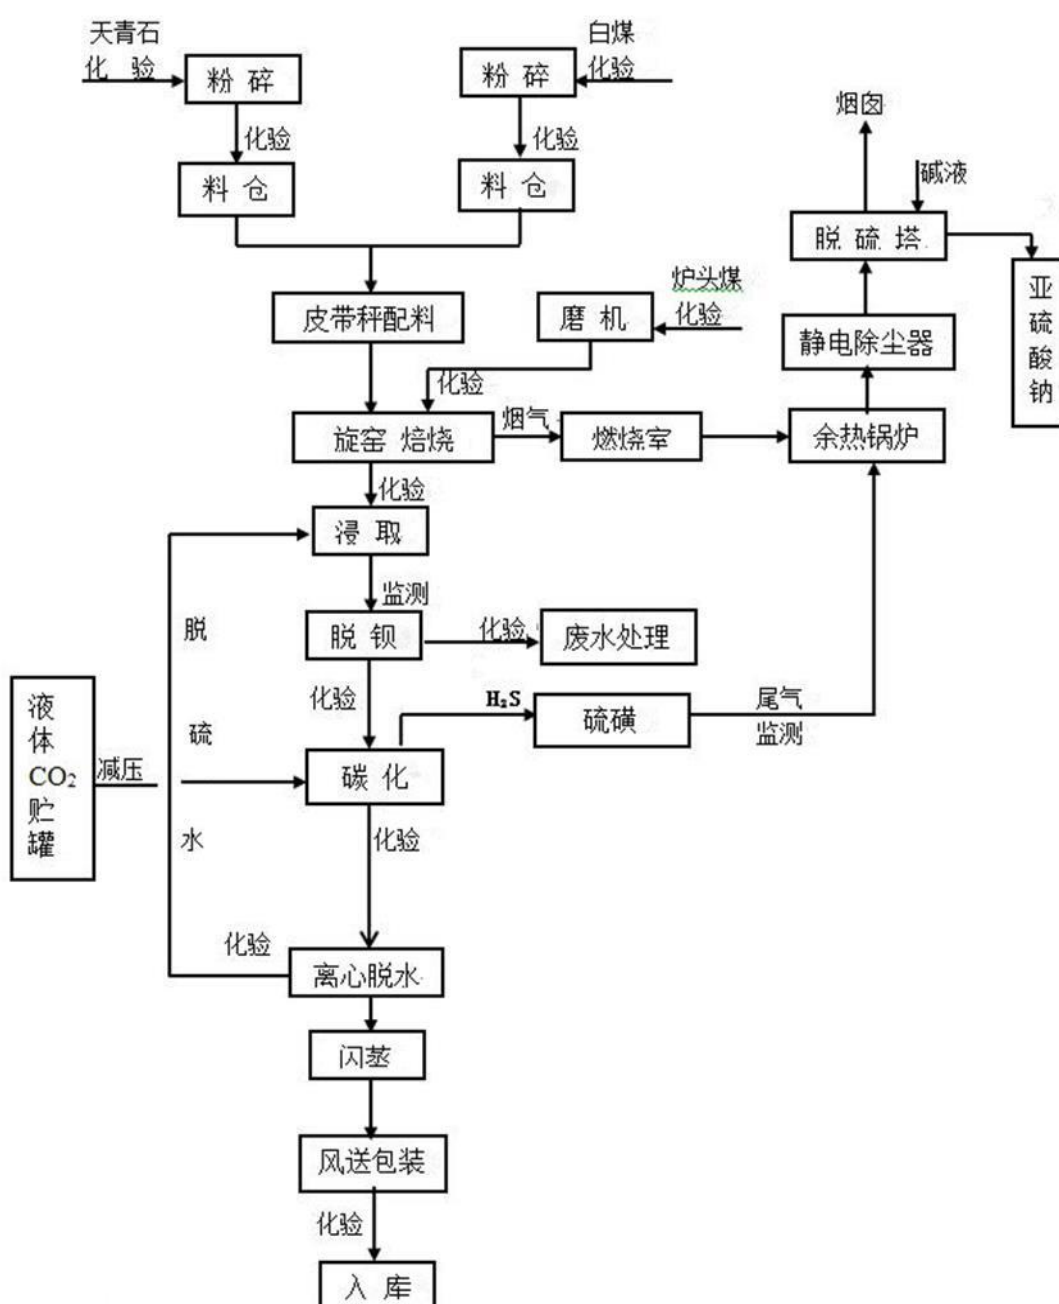 天青石
化 验
粉 碎
白煤
化验
粉 碎
化验
化验
料 仓
料 仓
烟囱
碱液
脱 硫 塔
亚
硫
酸
钠
炉头煤
化验
皮带秤配料
磨 机
静电除尘器
化验
旋窑 焙烧
烟气
燃烧室
余热锅炉
化验
浸 取
监测
脱 钡
化验
废水处理
脱
硫
水
化验
H₂S
硫磺
尾气
监测
液
体
CO₂
贮
罐
减压
碳 化
化验
化验
离心脱水
闪蒸
风送包装
化验
入 库